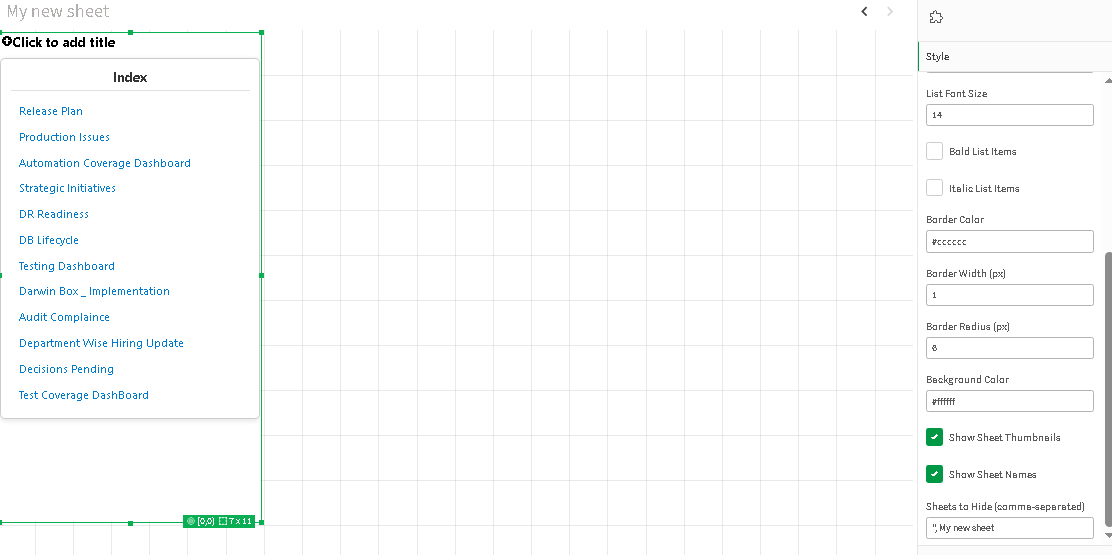 My new sheet
Click to add title
Index
Release Plan
Production Issues
Automation Coverage Dashboard
Strategic Initiatives
DR Readiness
DB Lifecycle
Testing Dashboard
Darwin Box _ Implementation
Audit Complaince
Department Wise Hiring Update
Decisions Pending
Test Coverage DashBoard
(0,0) 7 x 11
Style
List Font Size
14
Bold List Items
Italic List Items
Border Color
#cccccc
Border Width (px)
1
Border Radius (px)
6
Background Color
#ffffff
Show Sheet Thumbnails
Show Sheet Names
Sheets to Hide (comma-separated)
'', My new sheet